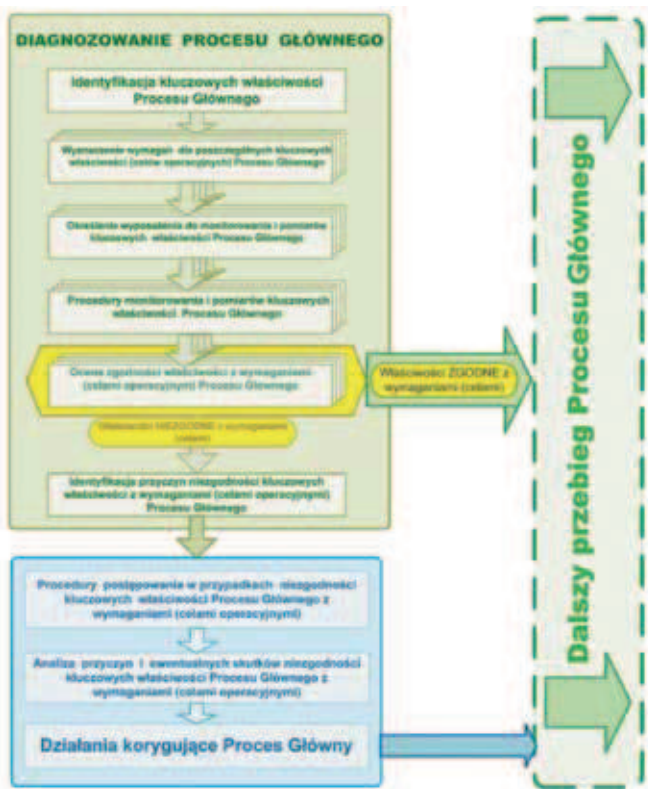 DIAGNOZOWANIE PROCESU GŁÓWNEGO
Identyfikacja kluczowych właściwości
Procesu Głównego
Wyznaczenie wymagań dla poszczególnych kluczowych
właściwości (celów operacyjnych) Procesu Głównego
Określenie wyposażenia do monitorowania i pomiarów
kluczowych właściwości Procesu Głównego
Procedury monitorowania i pomiarów kluczowych
właściwości Procesu Głównego
Ocena zgodności właściwości z wymaganiami
(celami operacyjnymi) Procesu Głównego
Właściwości ZGODNE z
wymaganiami (celami)
Właściwości NIEZGODNE z wymaganiami
(celami)
Identyfikacja przyczyn niezgodności kluczowych
właściwości z wymaganiami (celami operacyjnymi)
Procesu Głównego
Procedury postępowania w przypadkach niezgodności
kluczowych właściwości Procesu Głównego z
wymaganiami (celami operacyjnymi)
Analiza przyczyn i ewentualnych skutków niezgodności
kluczowych właściwości Procesu Głównego z
wymaganiami (celami operacyjnymi)
Działania korygujące Proces Główny
Dalszy przebieg Procesu Głównego